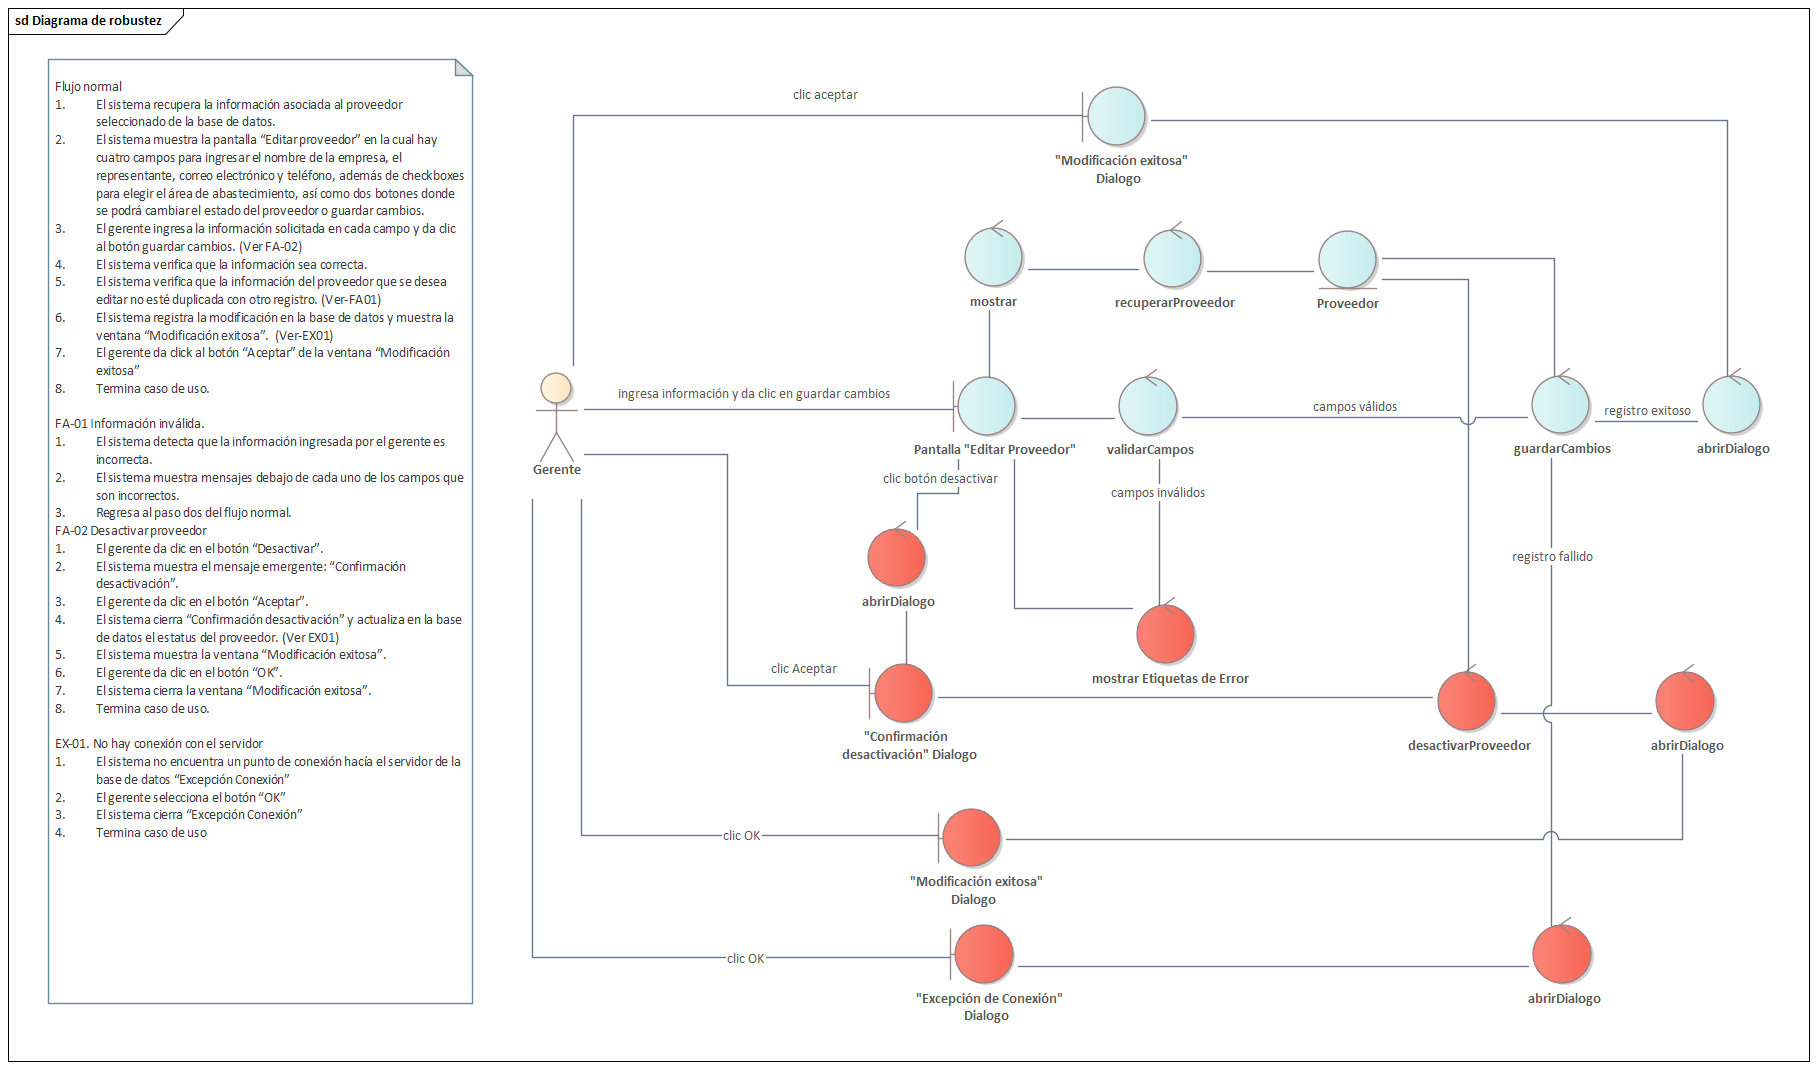 sd Diagrama de robustez
Flujo normal
1. El sistema recupera la información asociada al proveedor
seleccionado de la base de datos.
2. El sistema muestra la pantalla “Editar proveedor” en la cual hay
cuatro campos para ingresar el nombre de la empresa, el
representante, correo electrónico y teléfono, además de checkboxes
para elegir el área de abastecimiento, así como dos botones donde
se podrá cambiar el estado del proveedor o guardar cambios.
3. El gerente ingresa la información solicitada en cada campo y da clic
al botón guardar cambios. (Ver FA-02)
4. El sistema verifica que la información sea correcta.
5. El sistema verifica que la información del proveedor que se desea
editar no esté duplicada con otro registro. (Ver-FA01)
6. El sistema registra la modificación en la base de datos y muestra la
ventana “Modificación exitosa”. (Ver-EX01)
7. El gerente da click al botón “Aceptar” de la ventana “Modificación
exitosa”
8. Termina caso de uso.
FA-01 Información inválida.
1. El sistema detecta que la información ingresada por el gerente es
incorrecta.
2. El sistema muestra mensajes debajo de cada uno de los campos que
son incorrectos.
3. Regresa al paso dos del flujo normal.
FA-02 Desactivar proveedor
1. El gerente da clic en el botón “Desactivar”.
2. El sistema muestra el mensaje emergente: “Confirmación
desactivación”.
3. El gerente da clic en el botón “Aceptar”.
4. El sistema cierra “Confirmación desactivación” y actualiza en la base
de datos el estatus del proveedor. (Ver EX01)
5. El sistema muestra la ventana “Modificación exitosa”.
6. El gerente da clic en el botón “OK”.
7. El sistema cierra la ventana “Modificación exitosa”.
8. Termina caso de uso.
EX-01. No hay conexión con el servidor
1. El sistema no encuentra un punto de conexión hacía el servidor de la
base de datos “Excepción Conexión”
2. El gerente selecciona el botón “OK”
3. El sistema cierra “Excepción Conexión”
4. Termina caso de uso
clic aceptar
"Modificación exitosa"
Dialogo
mostrar
recuperarProveedor
Proveedor
ingresa información y da clic en guardar cambios
campos válidos
registro exitoso
Gerente
Pantalla "Editar Proveedor"
validarCampos
guardarCambios
abrirDialogo
clic botón desactivar
campos inválidos
registro fallido
abrirDialogo
clic Aceptar
mostrar Etiquetas de Error
"Confirmación
desactivación" Dialogo
desactivarProveedor
abrirDialogo
clic OK
"Modificación exitosa"
Dialogo
clic OK
"Excepción de Conexión"
Dialogo
abrirDialogo